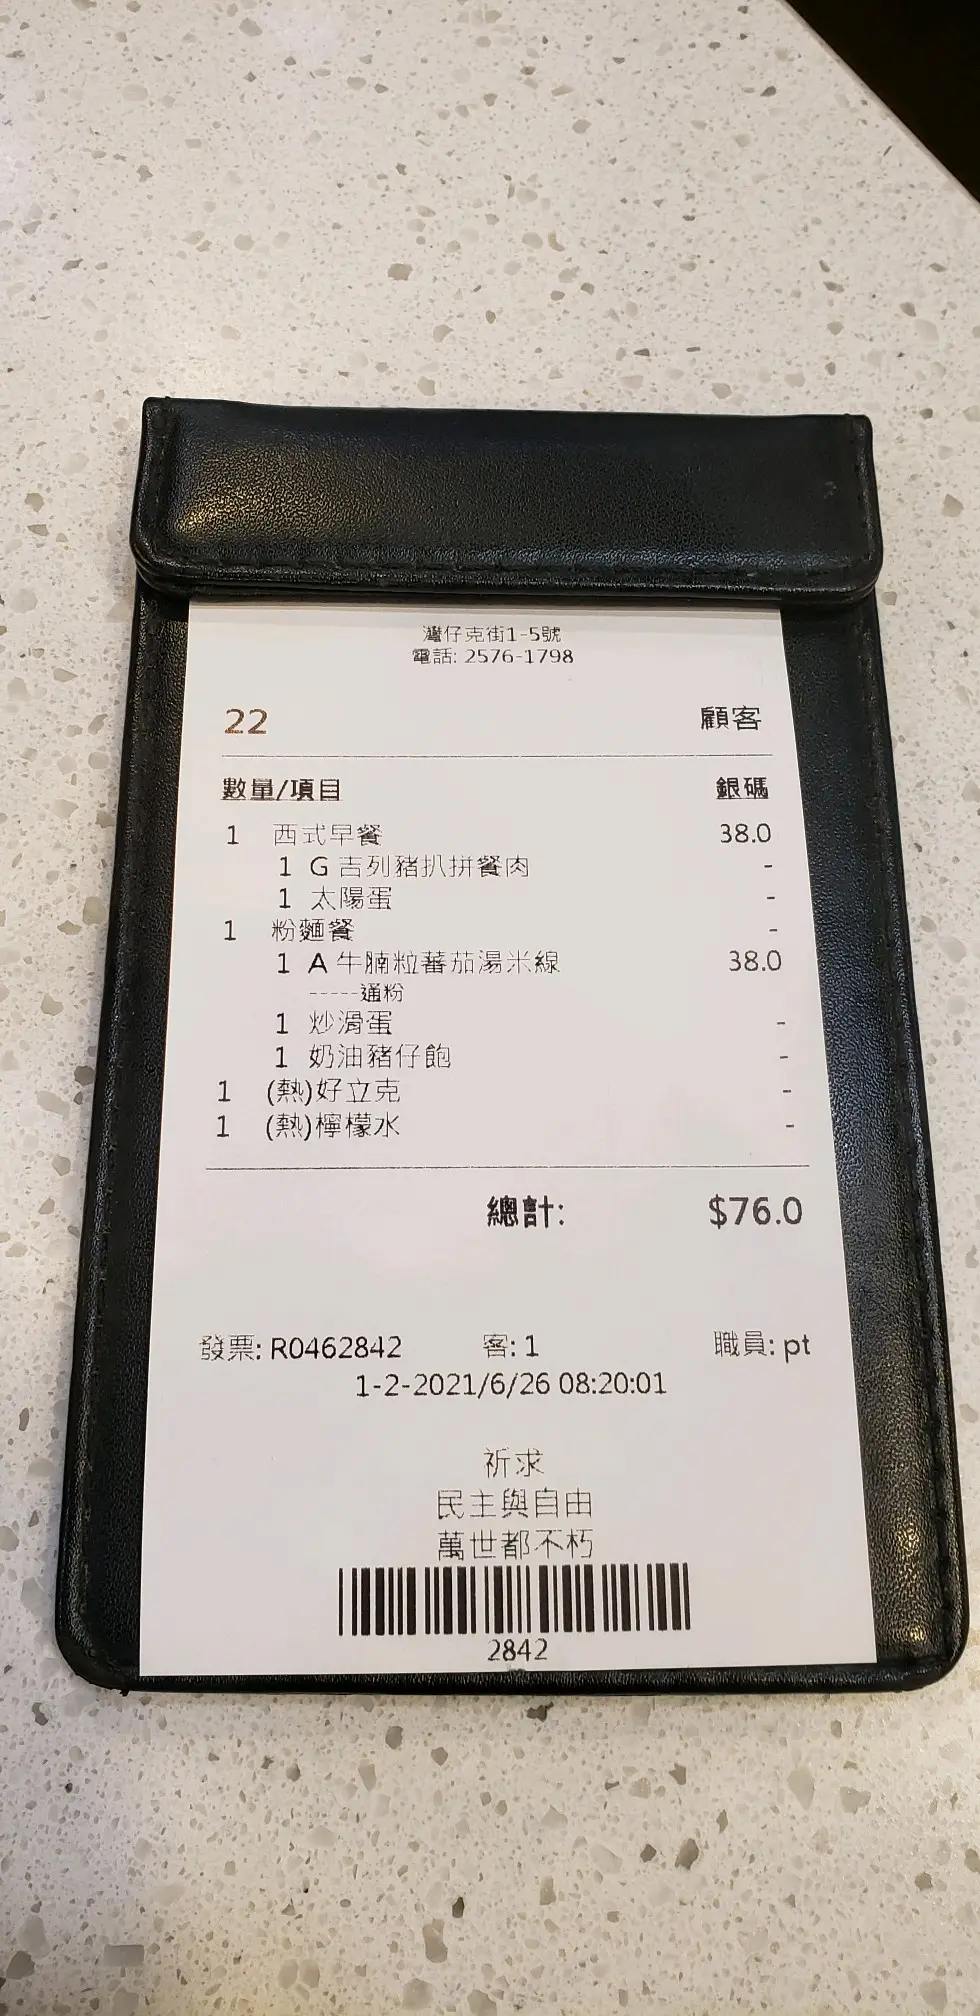 灣仔克街1-5號
電話: 2576-1798
22 顧客
數量/項目 銀碼
1 西式早餐 38.0
1 G 吉列豬扒拼餐肉 -
1 太陽蛋 -
1 粉麵餐 -
1 A 牛腩粒蕃茄湯米線 38.0
-----通粉
1 炒滑蛋 -
1 奶油豬仔飽 -
1 (熱)好立克 -
1 (熱)檸檬水 -
總計: $76.0
發票: R0462842 客: 1 職員: pt
1-2-2021/6/26 08:20:01
祈求
民主與自由
萬世都不朽
2842